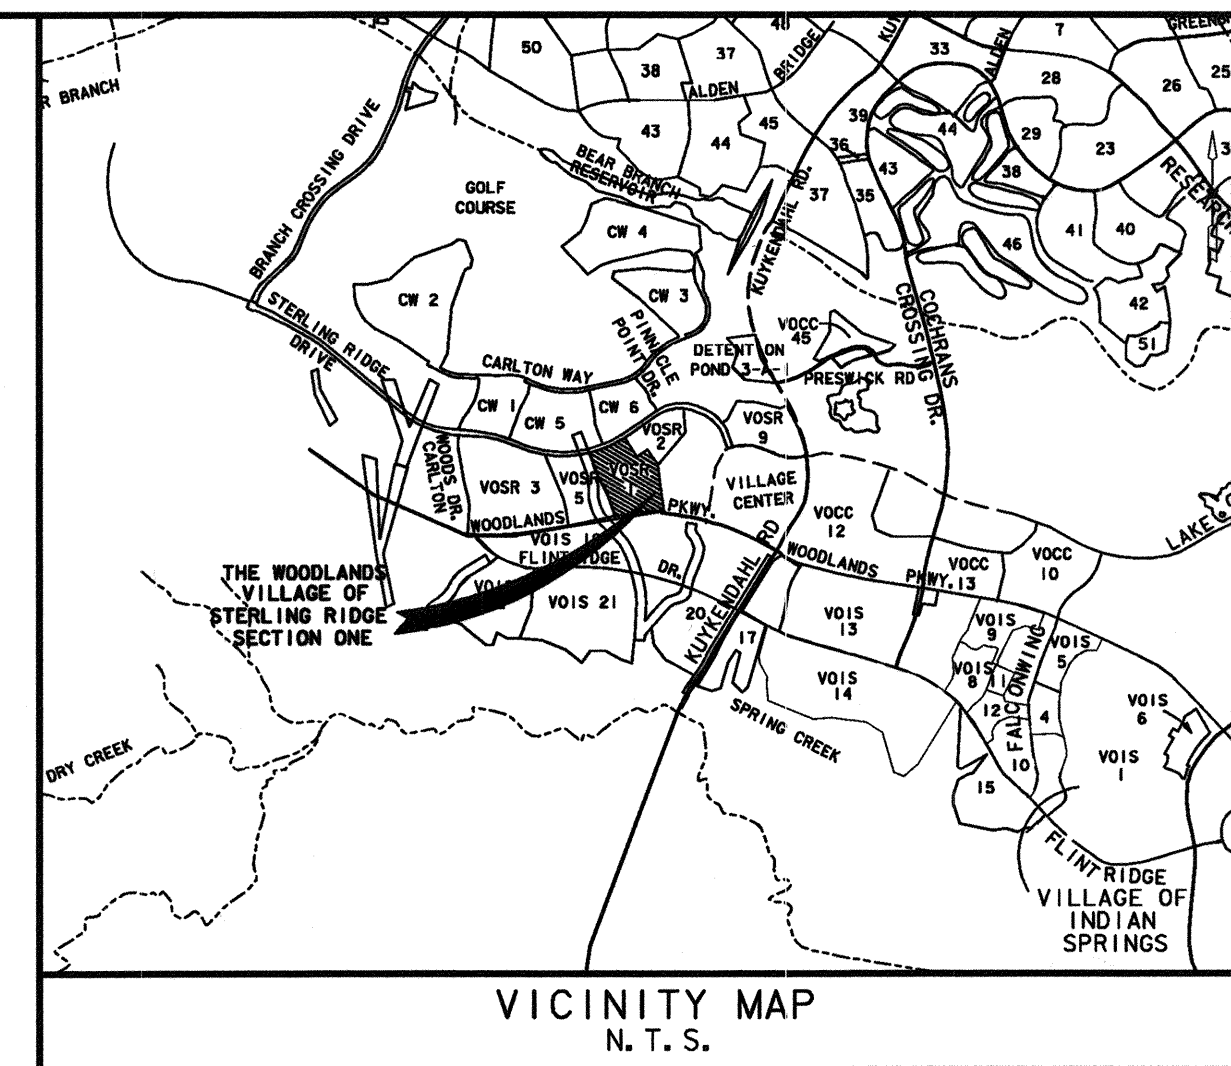 50
38
37
ALDEN
BRIDGE
33
ALDEN
7
28
26
25
R BRANCH
BRANCH CROSSING DRIVE
43
44
45
39
36
44
29
23
BEAR BRANCH
RESERVOIR
GOLF
COURSE
KUYKENDAHL RD.
37
35
43
38
41
40
46
42
51
CW 4
CW 2
CW 3
STERLING RIDGE
DRIVE
CARLTON WAY
PINNACLE
POINT DR.
DETENTION
POND 3-A-1
VOCC
45
PRESWICK RD
COCHRANS
CROSSING DR.
CW 1
CW 5
CW 6
VOSR
2
VOSR
9
WOODS DR.
CARLTON
VOSR 3
VOSR
5
VOSR
1
VILLAGE
CENTER
WOODLANDS
PKWY.
VOCC
12
LAKE
FLINTRIDGE
DR.
WOODLANDS
PKWY.
VOCC
13
VOCC
10
THE WOODLANDS
VILLAGE OF
STERLING RIDGE
SECTION ONE
VOIS 21
20
KUYKENDAHL RD
17
VOIS
13
VOIS
14
VOIS
9
VOIS
8
11
12
10
FALCONWING
VOIS
5
4
VOIS
6
VOIS
1
15
SPRING CREEK
DRY CREEK
FLINTRIDGE
VILLAGE OF
INDIAN
SPRINGS
VICINITY MAP
N. T. S.